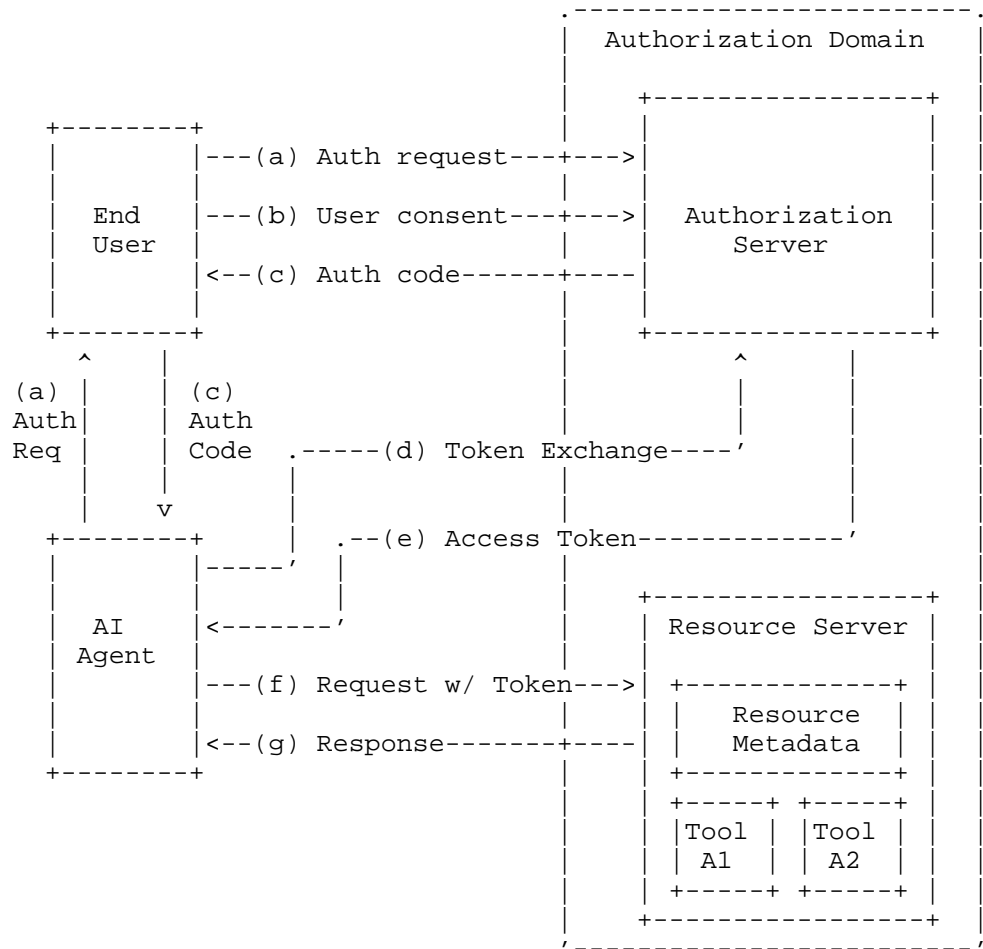 Authorization Domain
(a) Auth request
End
User
(b) User consent
Authorization
Server
(c) Auth code
(a)
Auth
Req
(c)
Auth
Code
(d) Token Exchange
(e) Access Token
AI
Agent
Resource Server
(f) Request w/ Token
Resource
Metadata
(g) Response
Tool
A1
Tool
A2